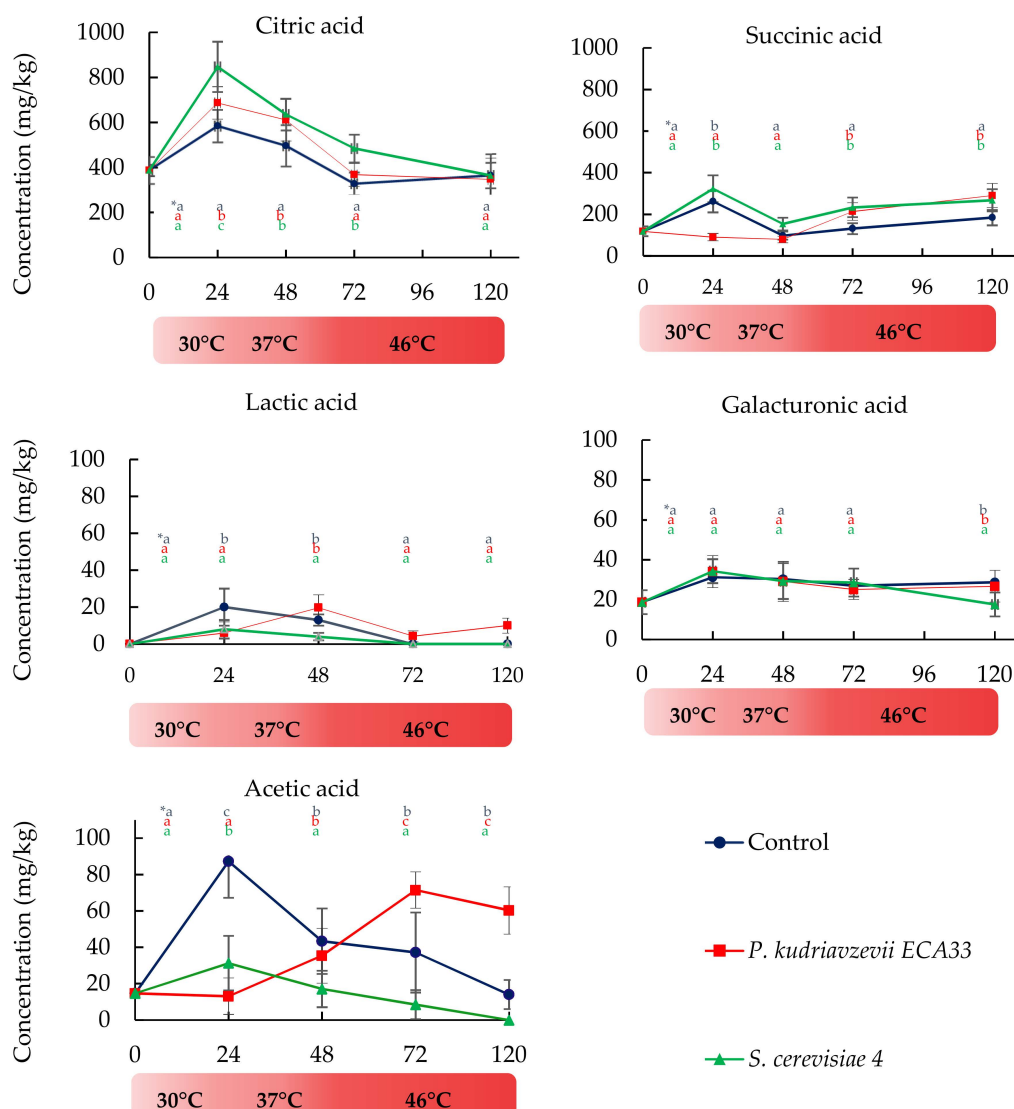 Citric acid
Concentration (mg/kg)
1000
800
600
400
200
0
*a a a a a
a b b a a
a c b b a
0 24 48 72 96 120
30°C 37°C 46°C
Succinic acid
1000
800
600
400
200
0
*a b a a a
a a a b b
a b a b b
0 24 48 72 120
30°C 37°C 46°C
Lactic acid
Concentration (mg/kg)
100
80
60
40
20
0
*a b b a a
a a b a a
a a a a a
0 24 48 72 120
30°C 37°C 46°C
Galacturonic acid
100
80
60
40
20
0
*a a a a b
a a a a b
a a a a a
0 24 48 72 96 120
30°C 37°C 46°C
Acetic acid
Concentration (mg/kg)
100
80
60
40
20
0
*a c b b b
a a b c c
a b a a a
0 24 48 72 120
30°C 37°C 46°C
Control
P. kudriavzevii ECA33
S. cerevisiae 4